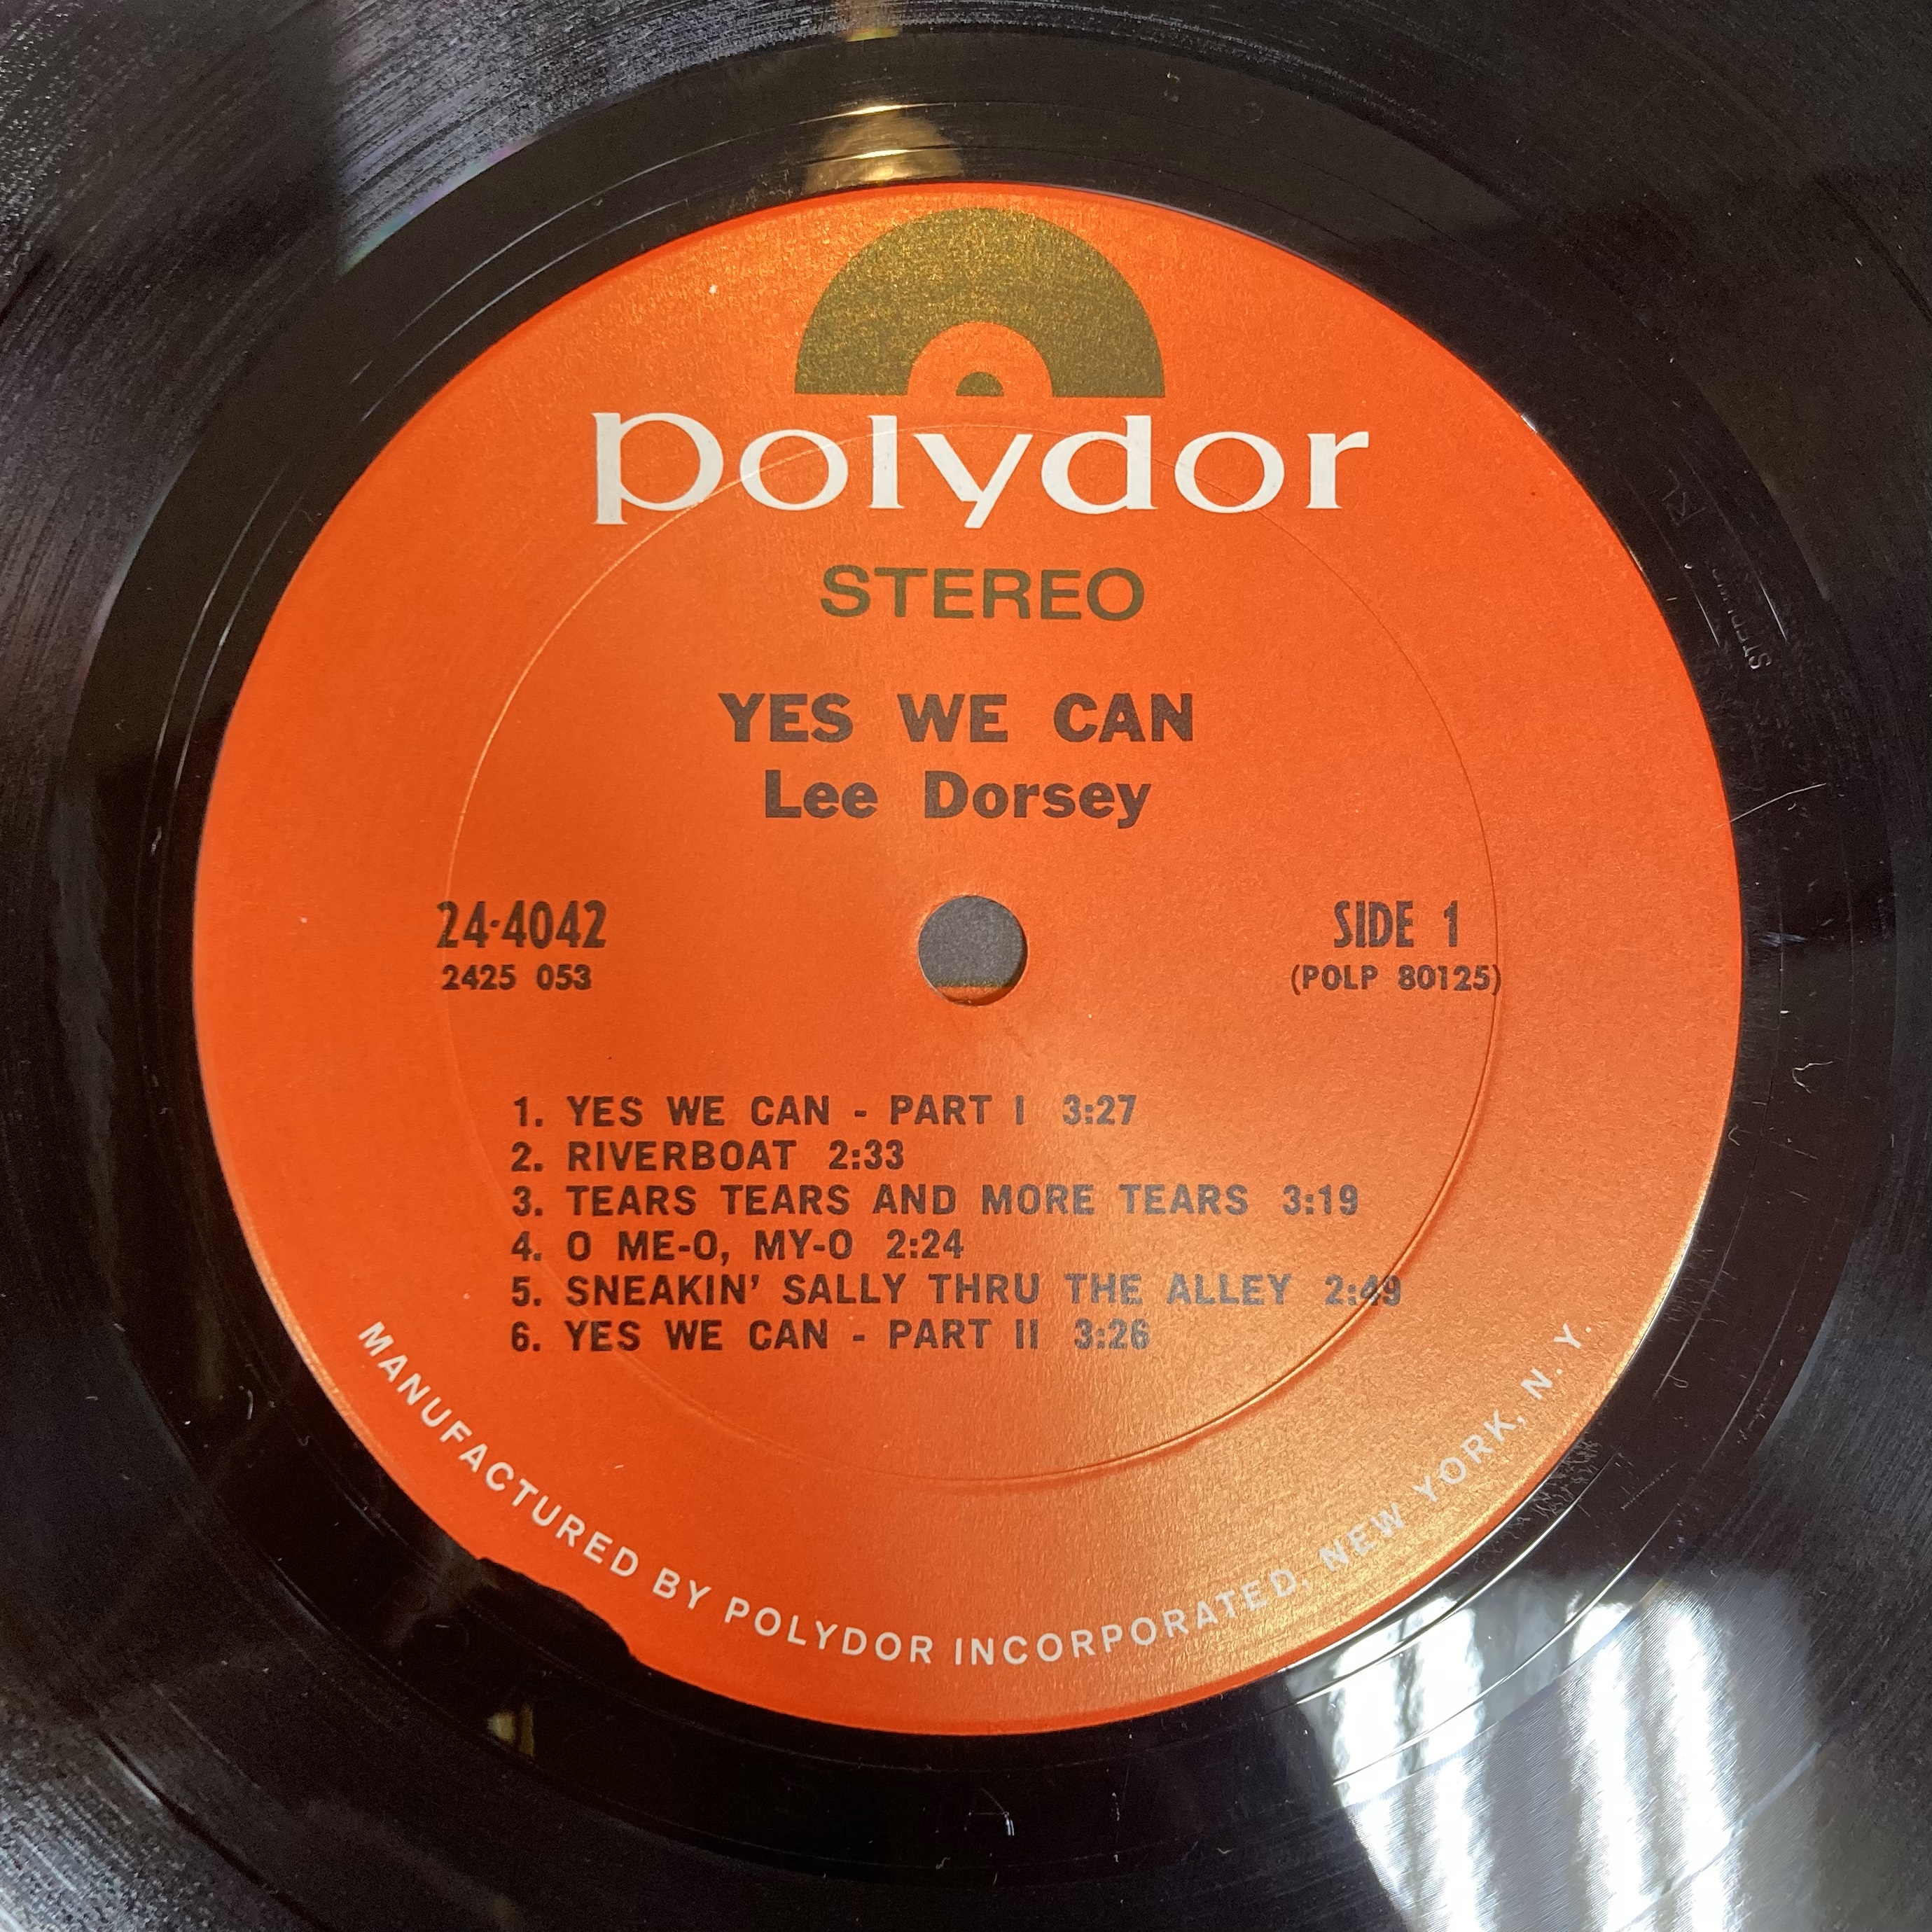 polydor
STEREO
YES WE CAN
Lee Dorsey
24-4042
2425 053
SIDE 1
(POLP 80125)
1. YES WE CAN - PART I 3:27
2. RIVERBOAT 2:33
3. TEARS TEARS AND MORE TEARS 3:19
4. O ME-O, MY-O 2:24
5. SNEAKIN' SALLY THRU THE ALLEY 2:49
6. YES WE CAN - PART II 3:26
MANUFACTURED BY POLYDOR INCORPORATED, NEW YORK, N. Y.